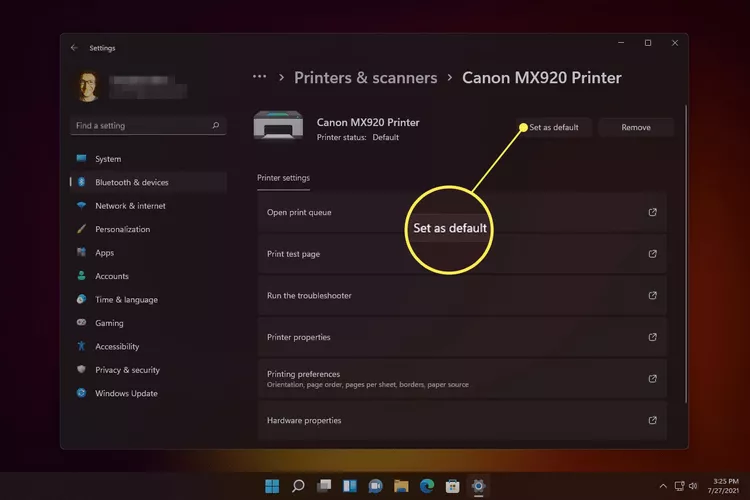 Settings
··· > Printers & scanners > Canon MX920 Printer
Find a setting
Canon MX920 Printer
Printer status: Default
Set as default
Remove
System
Bluetooth & devices
Network & internet
Personalization
Apps
Accounts
Time & language
Gaming
Accessibility
Privacy & security
Windows Update
Printer settings
Open print queue
Set as default
Print test page
Run the troubleshooter
Printer properties
Printing preferences
Orientation, page order, pages per sheet, borders, paper source
Hardware properties
3:25 PM
7/27/2021